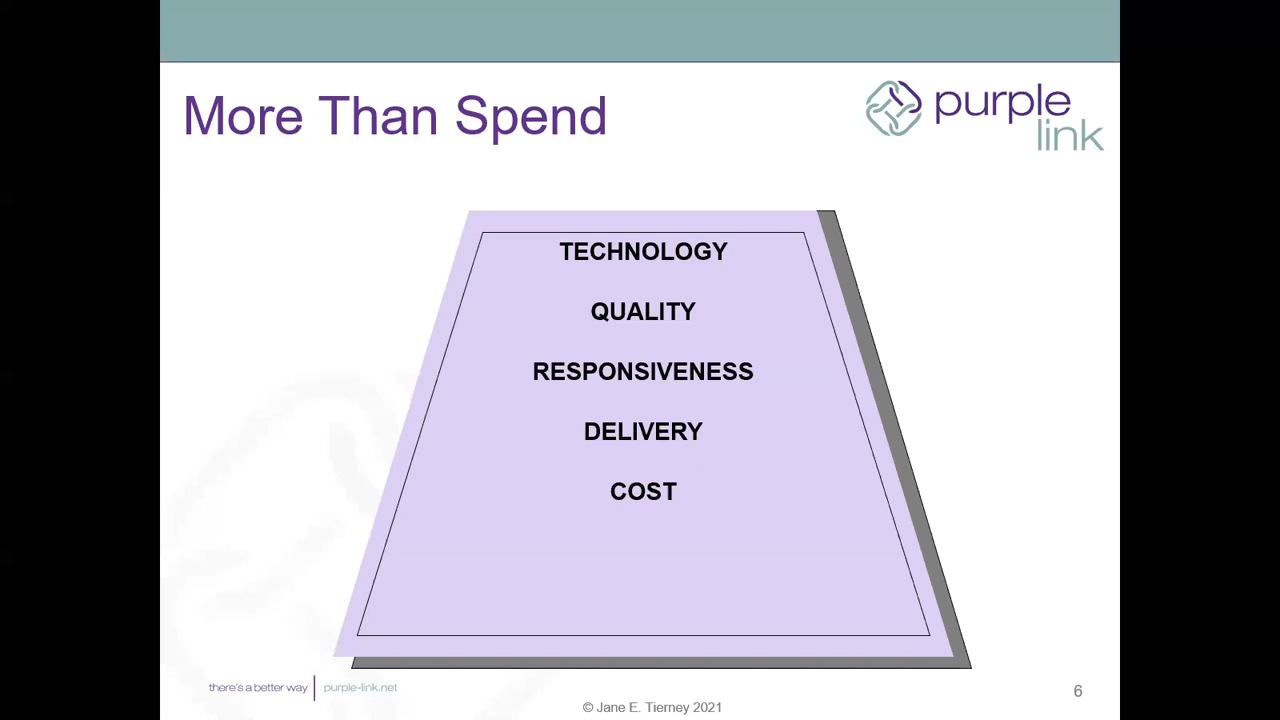 More Than Spend
purple
link
TECHNOLOGY
QUALITY
RESPONSIVENESS
DELIVERY
COST
there's a better way | purple-link.net
6
© Jane E. Tierney 2021